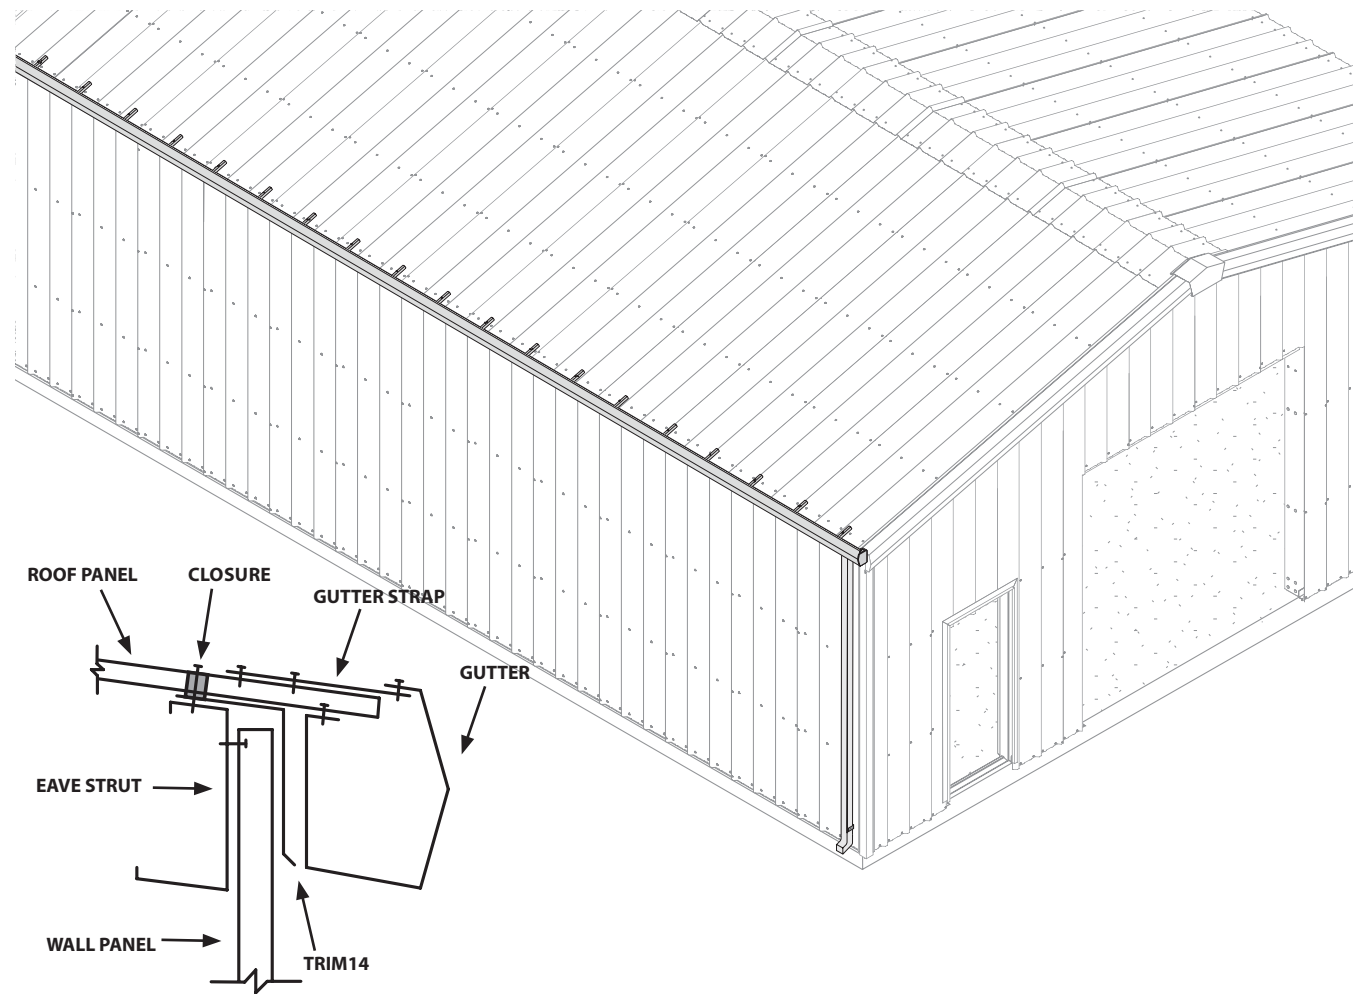 ROOF PANEL
CLOSURE
GUTTER STRAP
GUTTER
EAVE STRUT
WALL PANEL
TRIM14